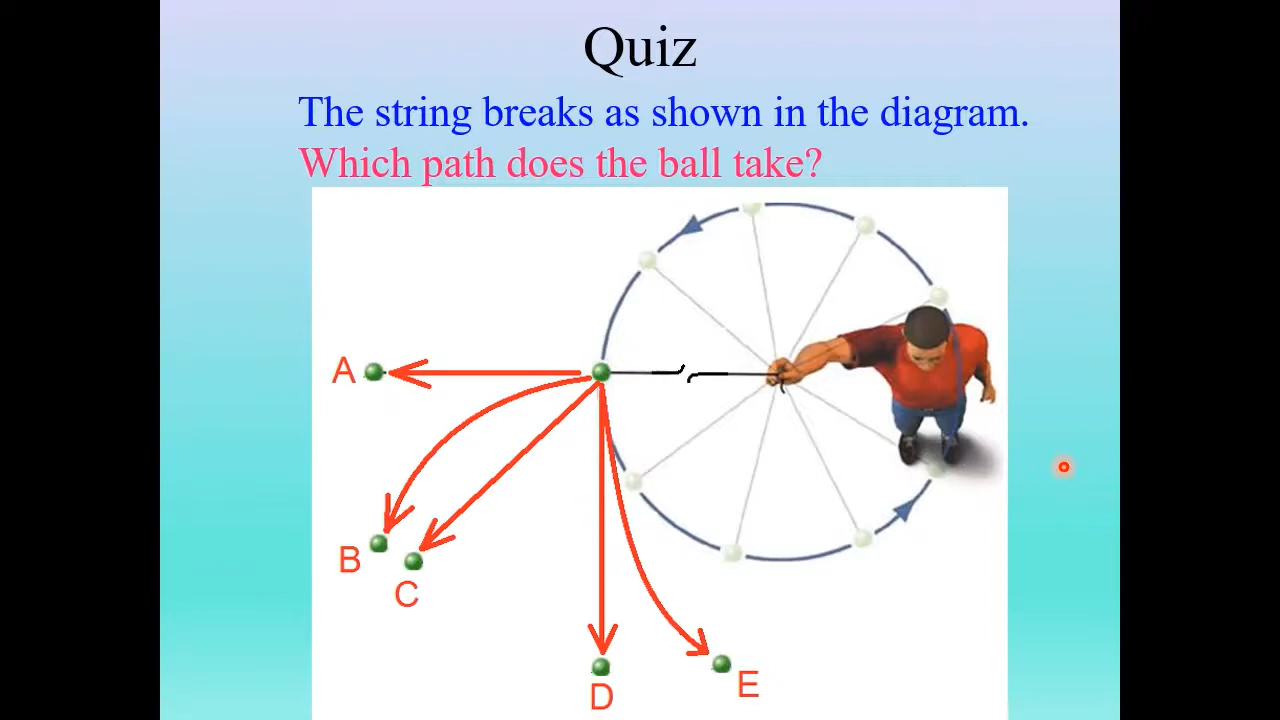 Quiz
The string breaks as shown in the diagram.
Which path does the ball take?
A
B
C
D
E